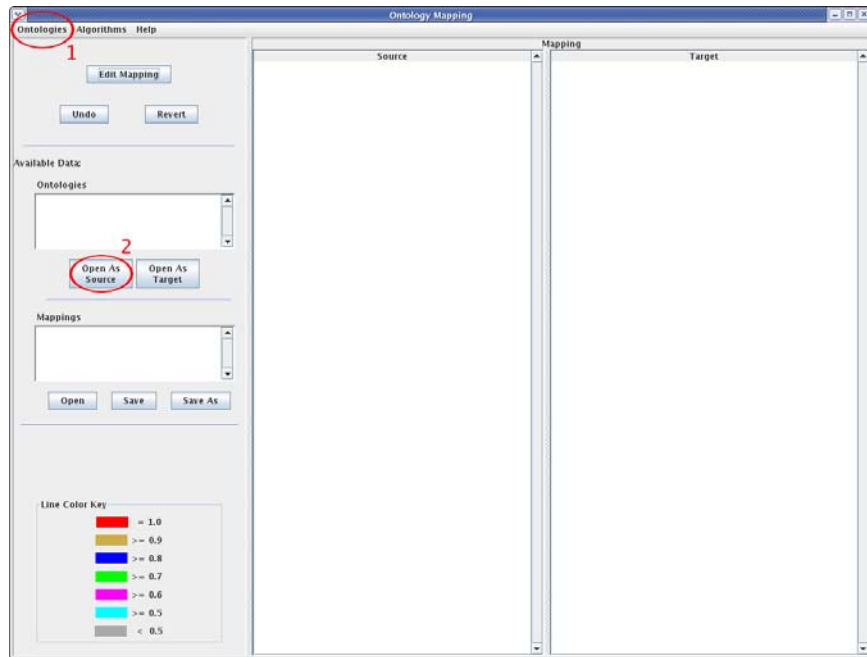 Ontology Mapping
Ontologies Algorithms Help
1
Edit Mapping
Undo Revert
Available Data:
Ontologies
2
Open As Source
Open As Target
Mappings
Open Save Save As
Line Color Key
= 1.0
>= 0.9
>= 0.8
>= 0.7
>= 0.6
>= 0.5
< 0.5
Mapping
Source
Target